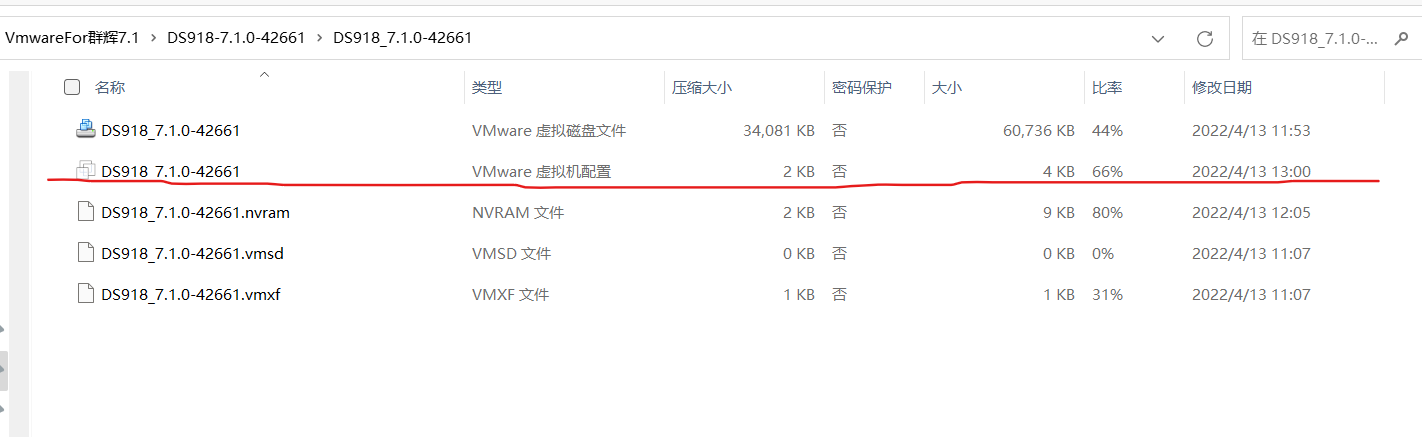 VmwareFor群辉7.1 › DS918-7.1.0-42661 › DS918_7.1.0-42661 在 DS918_7.1.0-...
名称 类型 压缩大小 密码保护 大小 比率 修改日期
DS918_7.1.0-42661 VMware 虚拟磁盘文件 34,081 KB 否 60,736 KB 44% 2022/4/13 11:53
DS918_7.1.0-42661 VMware 虚拟机配置 2 KB 否 4 KB 66% 2022/4/13 13:00
DS918_7.1.0-42661.nvram NVRAM 文件 2 KB 否 9 KB 80% 2022/4/13 12:05
DS918_7.1.0-42661.vmsd VMSD 文件 0 KB 否 0 KB 0% 2022/4/13 11:07
DS918_7.1.0-42661.vmxf VMXF 文件 1 KB 否 1 KB 31% 2022/4/13 11:07